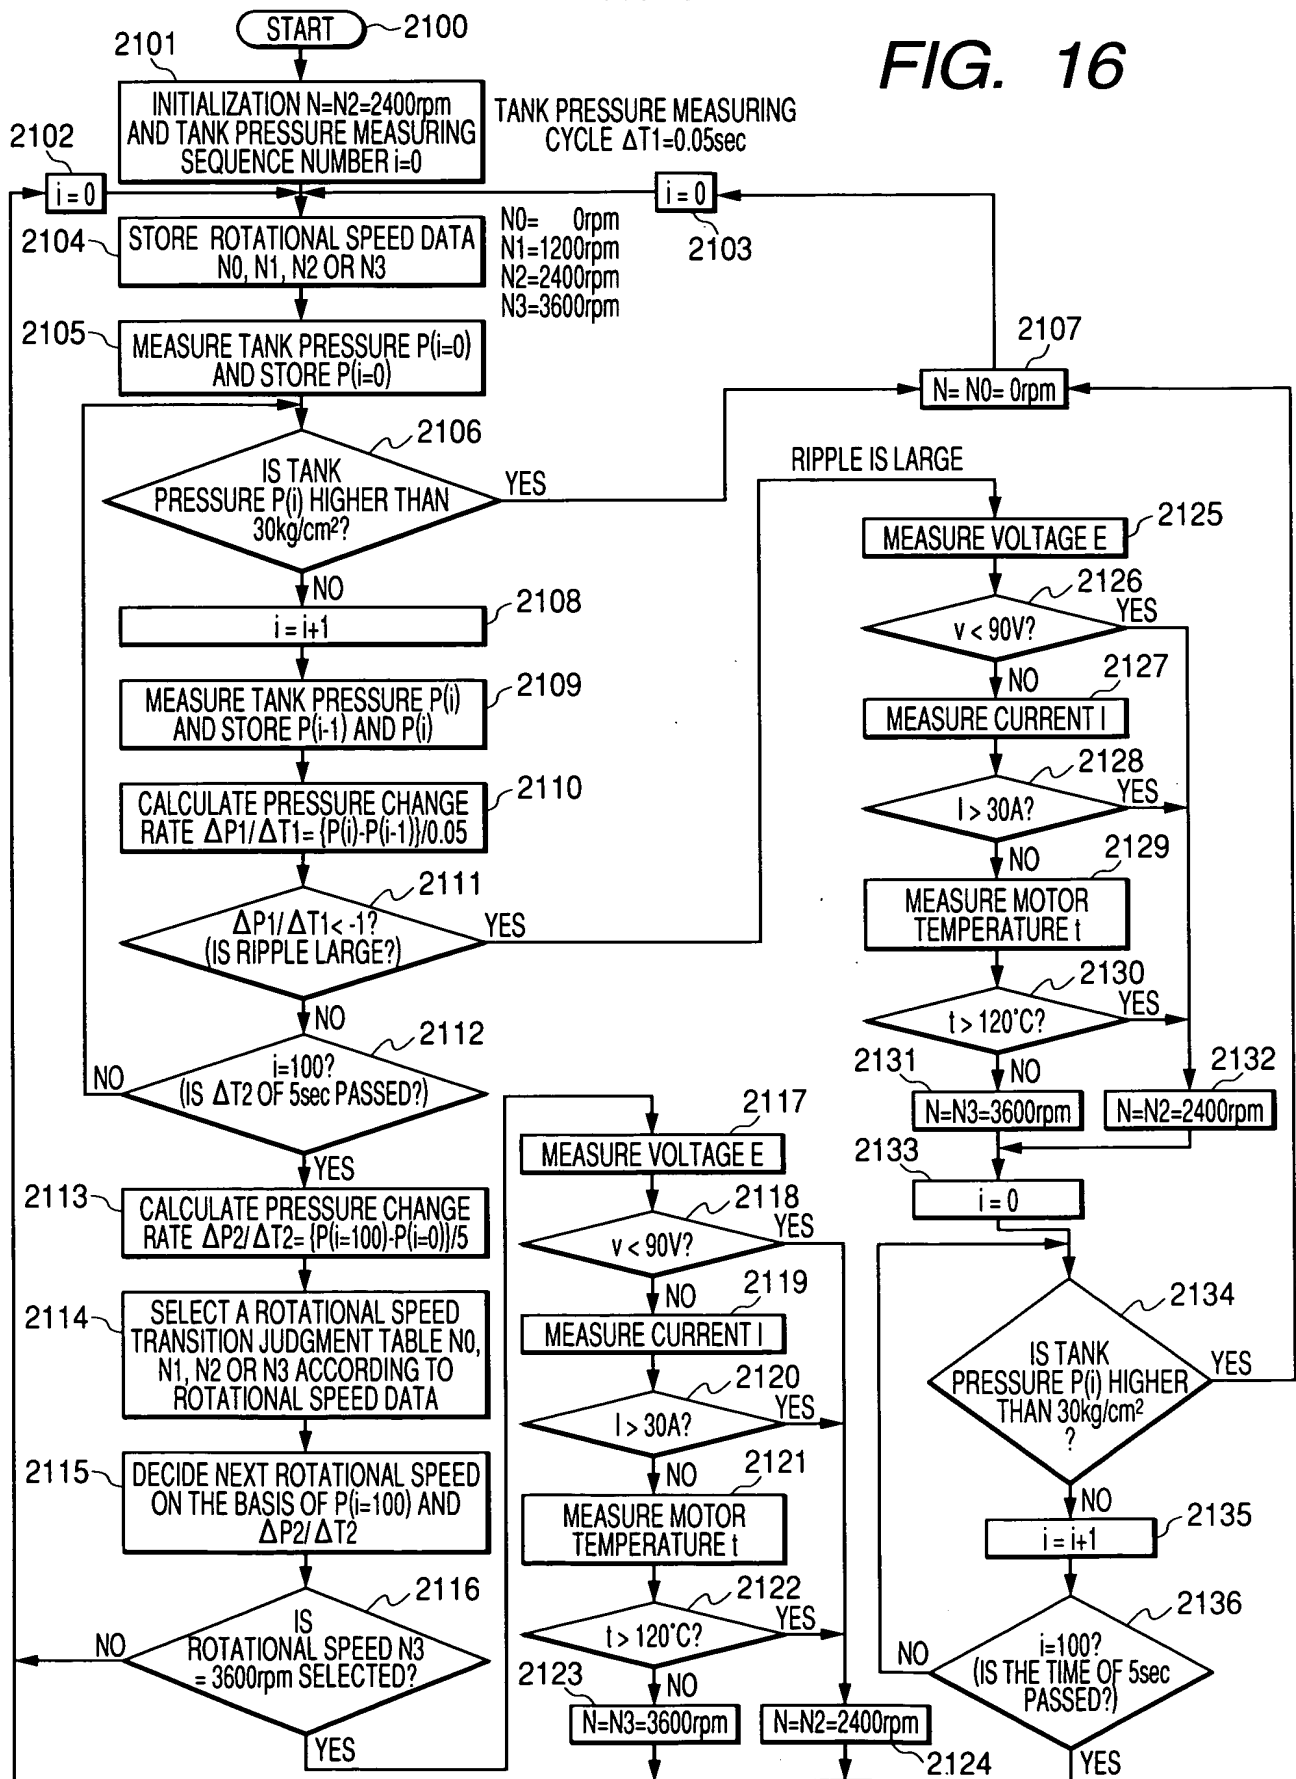 FIG. 16
START
2100
2101
INITIALIZATION N=N2=2400rpm
AND TANK PRESSURE MEASURING
SEQUENCE NUMBER i=0
TANK PRESSURE MEASURING
CYCLE ΔT1=0.05sec
2102
i = 0
i = 0
2103
2104
STORE ROTATIONAL SPEED DATA
N0, N1, N2 OR N3
N0= 0rpm
N1=1200rpm
N2=2400rpm
N3=3600rpm
2105
MEASURE TANK PRESSURE P(i=0)
AND STORE P(i=0)
2107
N= N0= 0rpm
2106
IS TANK
PRESSURE P(i) HIGHER THAN
30kg/cm²?
YES
NO
2108
i = i+1
2109
MEASURE TANK PRESSURE P(i)
AND STORE P(i-1) AND P(i)
2110
CALCULATE PRESSURE CHANGE
RATE ΔP1/ΔT1= {P(i)-P(i-1)}/0.05
2111
ΔP1/ΔT1< -1?
(IS RIPPLE LARGE?)
YES
NO
2112
i=100?
(IS ΔT2 OF 5sec PASSED?)
NO
YES
2113
CALCULATE PRESSURE CHANGE
RATE ΔP2/ΔT2= {P(i=100)-P(i=0)}/5
2114
SELECT A ROTATIONAL SPEED
TRANSITION JUDGMENT TABLE N0,
N1, N2 OR N3 ACCORDING TO
ROTATIONAL SPEED DATA
2115
DECIDE NEXT ROTATIONAL SPEED
ON THE BASIS OF P(i=100) AND
ΔP2/ΔT2
2116
IS
ROTATIONAL SPEED N3
= 3600rpm SELECTED?
NO
YES
2117
MEASURE VOLTAGE E
2118
v < 90V?
YES
NO
2119
MEASURE CURRENT I
2120
I > 30A?
YES
NO
2121
MEASURE MOTOR
TEMPERATURE t
2122
t > 120°C?
YES
NO
2123
N=N3=3600rpm
N=N2=2400rpm
2124
RIPPLE IS LARGE
2125
MEASURE VOLTAGE E
2126
v < 90V?
YES
NO
2127
MEASURE CURRENT I
2128
I > 30A?
YES
NO
2129
MEASURE MOTOR
TEMPERATURE t
2130
t > 120°C?
YES
NO
2131
N=N3=3600rpm
2132
N=N2=2400rpm
2133
i = 0
2134
IS TANK
PRESSURE P(i) HIGHER
THAN 30kg/cm²
?
YES
NO
2135
i = i+1
2136
i=100?
(IS THE TIME OF 5sec
PASSED?)
NO
YES